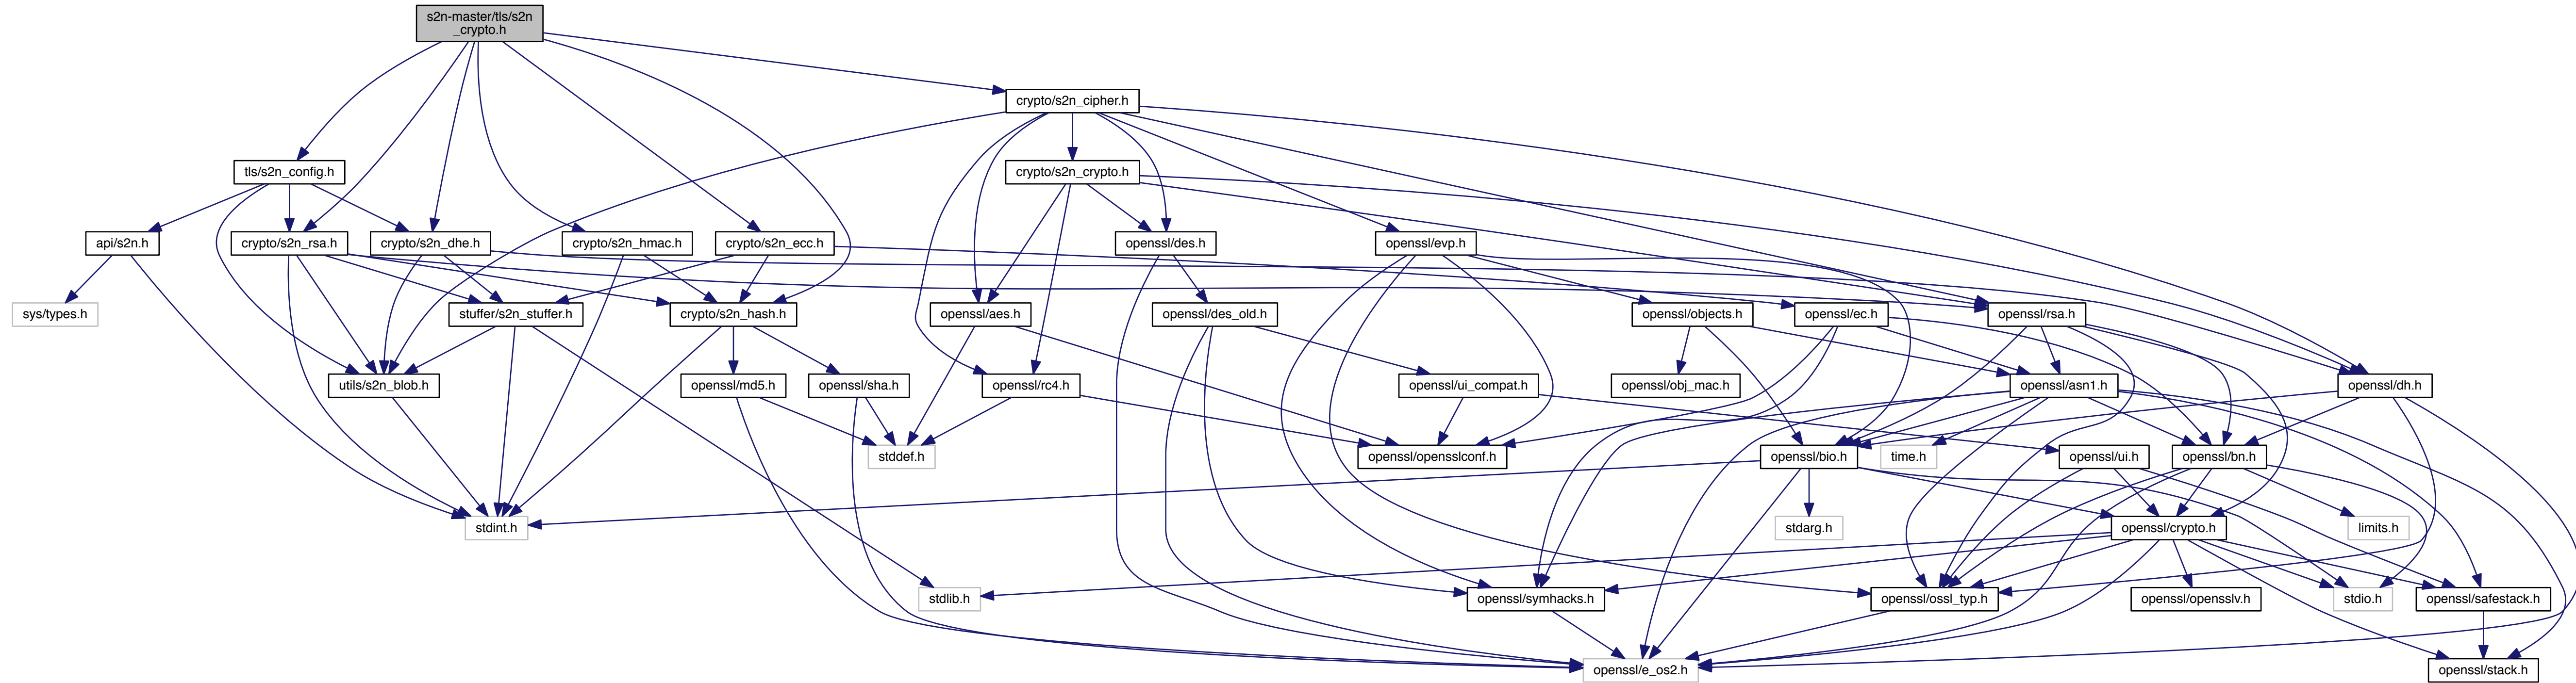 s2n-master/tls/s2n
_crypto.h
crypto/s2n_cipher.h
tls/s2n_config.h
crypto/s2n_crypto.h
api/s2n.h
crypto/s2n_rsa.h
crypto/s2n_dhe.h
crypto/s2n_hmac.h
crypto/s2n_ecc.h
openssl/des.h
openssl/evp.h
sys/types.h
stuffer/s2n_stuffer.h
crypto/s2n_hash.h
openssl/aes.h
openssl/des_old.h
openssl/objects.h
openssl/ec.h
openssl/rsa.h
utils/s2n_blob.h
openssl/md5.h
openssl/sha.h
openssl/rc4.h
openssl/ui_compat.h
openssl/obj_mac.h
openssl/asn1.h
openssl/dh.h
stddef.h
openssl/opensslconf.h
openssl/bio.h
time.h
openssl/ui.h
openssl/bn.h
stdint.h
stdarg.h
openssl/crypto.h
limits.h
stdlib.h
openssl/symhacks.h
openssl/ossl_typ.h
openssl/opensslv.h
stdio.h
openssl/safestack.h
openssl/e_os2.h
openssl/stack.h